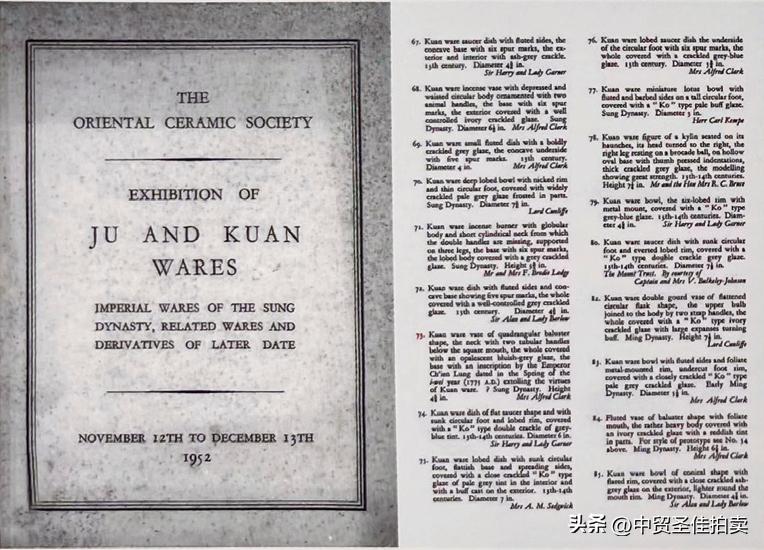 THE
ORIENTAL CERAMIC SOCIETY
EXHIBITION OF
JU AND KUAN
WARES
IMPERIAL WARES OF THE SUNG
DYNASTY, RELATED WARES AND
DERIVATIVES OF LATER DATE
NOVEMBER 12TH TO DECEMBER 13TH
1952
67. Kuan ware saucer dish with fluted sides, the
concave base with six spur marks, the ex-
terior and interior with ash-grey crackle.
13th century. Diameter 4¾ in.
Sir Harry and Lady Garner
68. Kuan ware incense vase with depressed and
waisted circular body ornamented with two
animal handles, the base with six spur
marks, the exterior covered with a well
controlled ivory crackled glaze. Sung
Dynasty. Diameter 6½ in. Mrs Alfred Clark
69. Kuan ware small fluted dish with a boldly
crackled grey glaze, the concave underside
with five spur marks. 13th century.
Diameter 4 in. Mrs Alfred Clark
70. Kuan ware deep lobed bowl with nicked rim
and thin circular foot, covered with widely
crackled pale grey glaze frosted in parts.
Sung Dynasty. Diameter 7½ in.
Lord Cunliffe
71. Kuan ware incense burner with globular
body and short cylindrical neck from which
the double handles are missing, supported
on three legs, the base with six spur marks,
the lobed body covered with a grey crackled
glaze. Sung Dynasty. Height in.
Mr and Mrs F. Brodie Lodge
72. Kuan ware dish with fluted sides and con-
cave base showing five spur marks, the whole
covered with a well-controlled grey crackled
glaze. 13th century. Diameter in.
Sir Alan and Lady Barlow
73. Kuan ware vase of quadrangular baluster
shape, the neck with two tubular handles
below the square mouth, the whole covered
with an opalescent bluish-grey glaze, the
base with an inscription by the Emperor
Ch'ien Lung dated in the Spring of the
i-wei year (1775 A.D.) extolling the virtues
of Kuan ware. ? Sung Dynasty. Height
in. Mrs Alfred Clark
74. Kuan ware dish of flat saucer shape and with
sunk circular foot and lobed rim, covered
with a "Ko" type double crackle of grey-
blue tint. 13th-14th centuries. Diameter 6 in.
Sir Harry and Lady Garner
75. Kuan ware lobed dish with sunk circular
foot, flattish base and spreading sides,
covered with a close crackled "Ko" type
glaze of pale grey tint in the interior and
with a buff cast on the exterior. 13th-14th
centuries. Diameter 7 in.
Mrs A. M. Sedgwick
76. Kuan ware lobed saucer dish the underside
of the circular foot with six spur marks, the
whole covered with a crackled grey-blue
glaze. 13th century. Diameter in.
Mrs Alfred Clark
77. Kuan ware miniature lotus bowl with
fluted and barbed sides on a tall circular foot,
covered with a "Ko" type pale buff glaze.
Sung Dynasty. Diameter 3 in.
Herr Carl Kempe
78. Kuan ware figure of a kylin seated on its
haunches, its head turned to the right, the
right leg resting on a brocade ball, on hollow
oval base with thumb pressed indentations,
thick crackled grey glaze, the modelling
showing great strength. 13th-14th centuries.
Height 7½ in. Mr and the Hon Mrs R. C. Bruce
79. Kuan ware bowl, the six-lobed rim with
metal mount, covered with a "Ko" type
grey-blue glaze. 13th-14th centuries. Diam-
eter in. Sir Harry and Lady Garner
80. Kuan ware saucer dish with sunk circular
foot and everted lobed rim, covered with a
"Ko" type double crackle grey glaze.
13th-14th centuries. Diameter in.
The Mount Trust. By courtesy of
Captain and Mrs V. Bulkeley-Johnson
82. Kuan ware double gourd vase of flattened
circular flask shape, the upper bulb
joined to the body by two strap handles, the
whole covered with a "Ko" type ivory
crackled glaze with large expanses turning
buff. Ming Dynasty. Height in.
Lord Cunliffe
83. Kuan ware bowl with fluted sides and foliate
metal-mounted rim, undercut foot rim,
covered with a closely crackled "Ko" type
pale grey crackled glaze. Early Ming
Dynasty. Diameter in.
Mrs Alfred Clark
84. Fluted vase of baluster shape with foliate
mouth, the rather heavy body covered with
an ivory crackled glaze with a reddish tint
in parts. For style of prototype see No. 54
above. Ming Dynasty. Height in.
Mrs Alfred Clark
85. Kuan ware bowl of conical shape with
flared rim, covered with a close crackled ash-
grey glaze on the exterior, lighter round the
mouth rim. Ming Dynasty. Diameter in.
Sir Alan and Lady Barlow
头条 @中贸圣佳拍卖